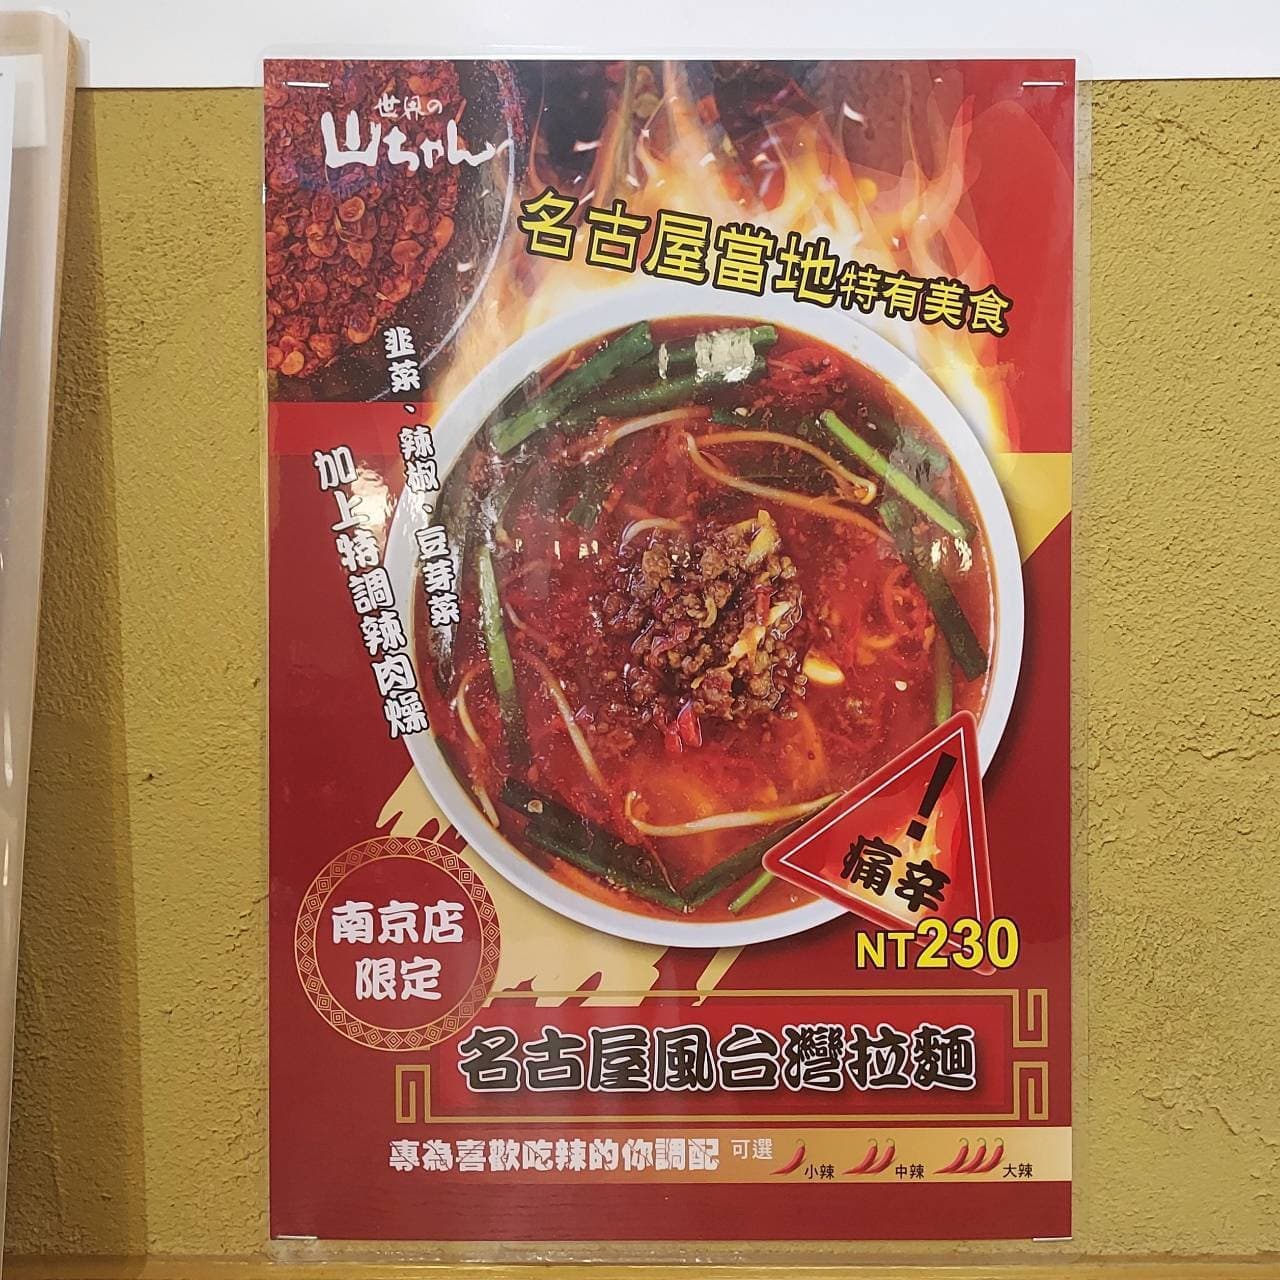 世界の
山ちゃん
名古屋當地特有美食
韭菜、辣椒、豆芽菜
加上特調辣肉燥
!
痛辛
NT230
南京店
限定
名古屋風台灣拉麵
專為喜歡吃辣的你調配 可選 小辣 中辣 大辣